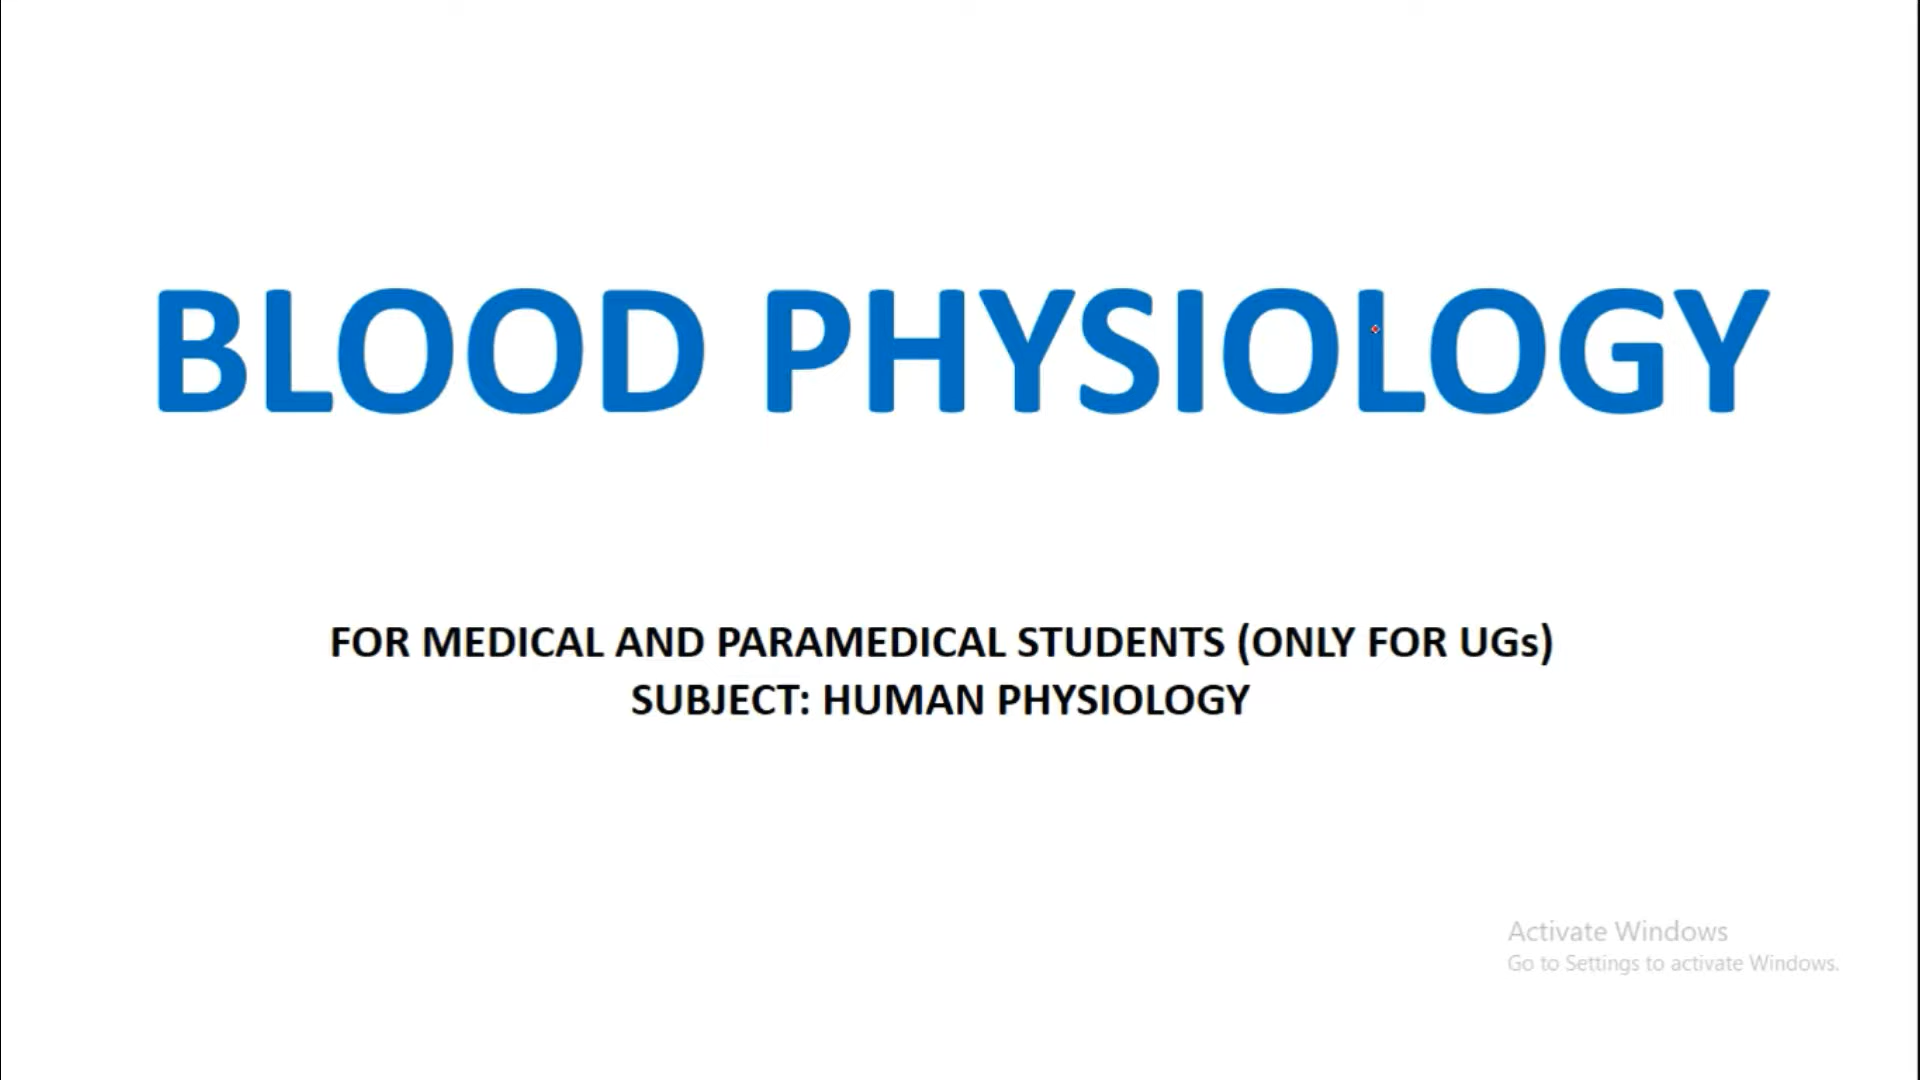 BLOOD PHYSIOLOGY
FOR MEDICAL AND PARAMEDICAL STUDENTS (ONLY FOR UGs)
SUBJECT: HUMAN PHYSIOLOGY
Activate Windows
Go to Settings to activate Windows.